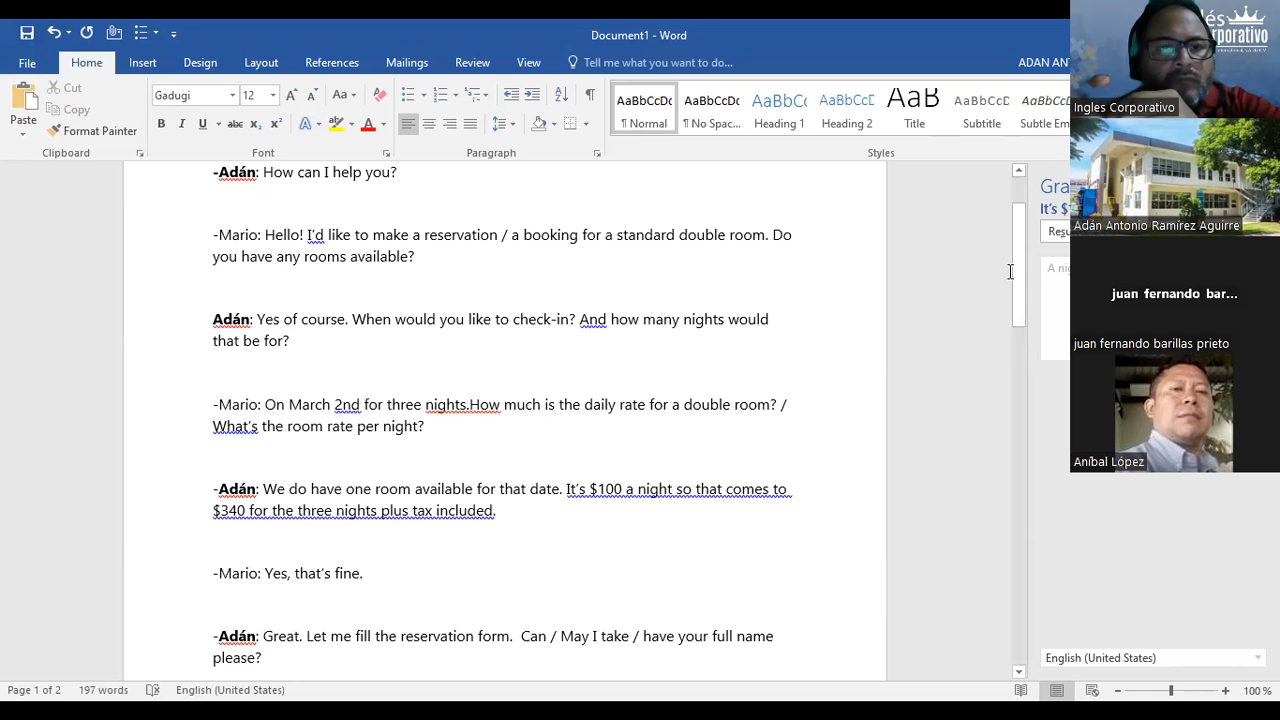 Document1 - Word
ADAN AN
File
Home
Insert
Design
Layout
References
Mailings
Review
View
Tell me what you want to do...
Paste
Cut
Copy
Format Painter
Clipboard
Gadugi
12
Font
Paragraph
AaBbCcDc
¶ Normal
AaBbCcDc
¶ No Spac...
AaBbCc
Heading 1
AaBbCcC
Heading 2
AaB
Title
AaBbCcC
Subtitle
AaBbCcD
Subtle Em
Styles
-Adán: How can I help you?
-Mario: Hello! I’d like to make a reservation / a booking for a standard double room. Do
you have any rooms available?
Adán: Yes of course. When would you like to check-in? And how many nights would
that be for?
-Mario: On March 2nd for three nights.How much is the daily rate for a double room? /
What’s the room rate per night?
-Adán: We do have one room available for that date. It’s $100 a night so that comes to
$340 for the three nights plus tax included.
-Mario: Yes, that’s fine.
-Adán: Great. Let me fill the reservation form.  Can / May I take / have your full name
please?
Gra
It’s $
Resu
A nig
English (United States)
Page 1 of 2
197 words
English (United States)
100 %
Ingles Corporativo
Adán Antonio Ramírez Aguirre
juan fernando bar...
juan fernando barillas prieto
Aníbal López